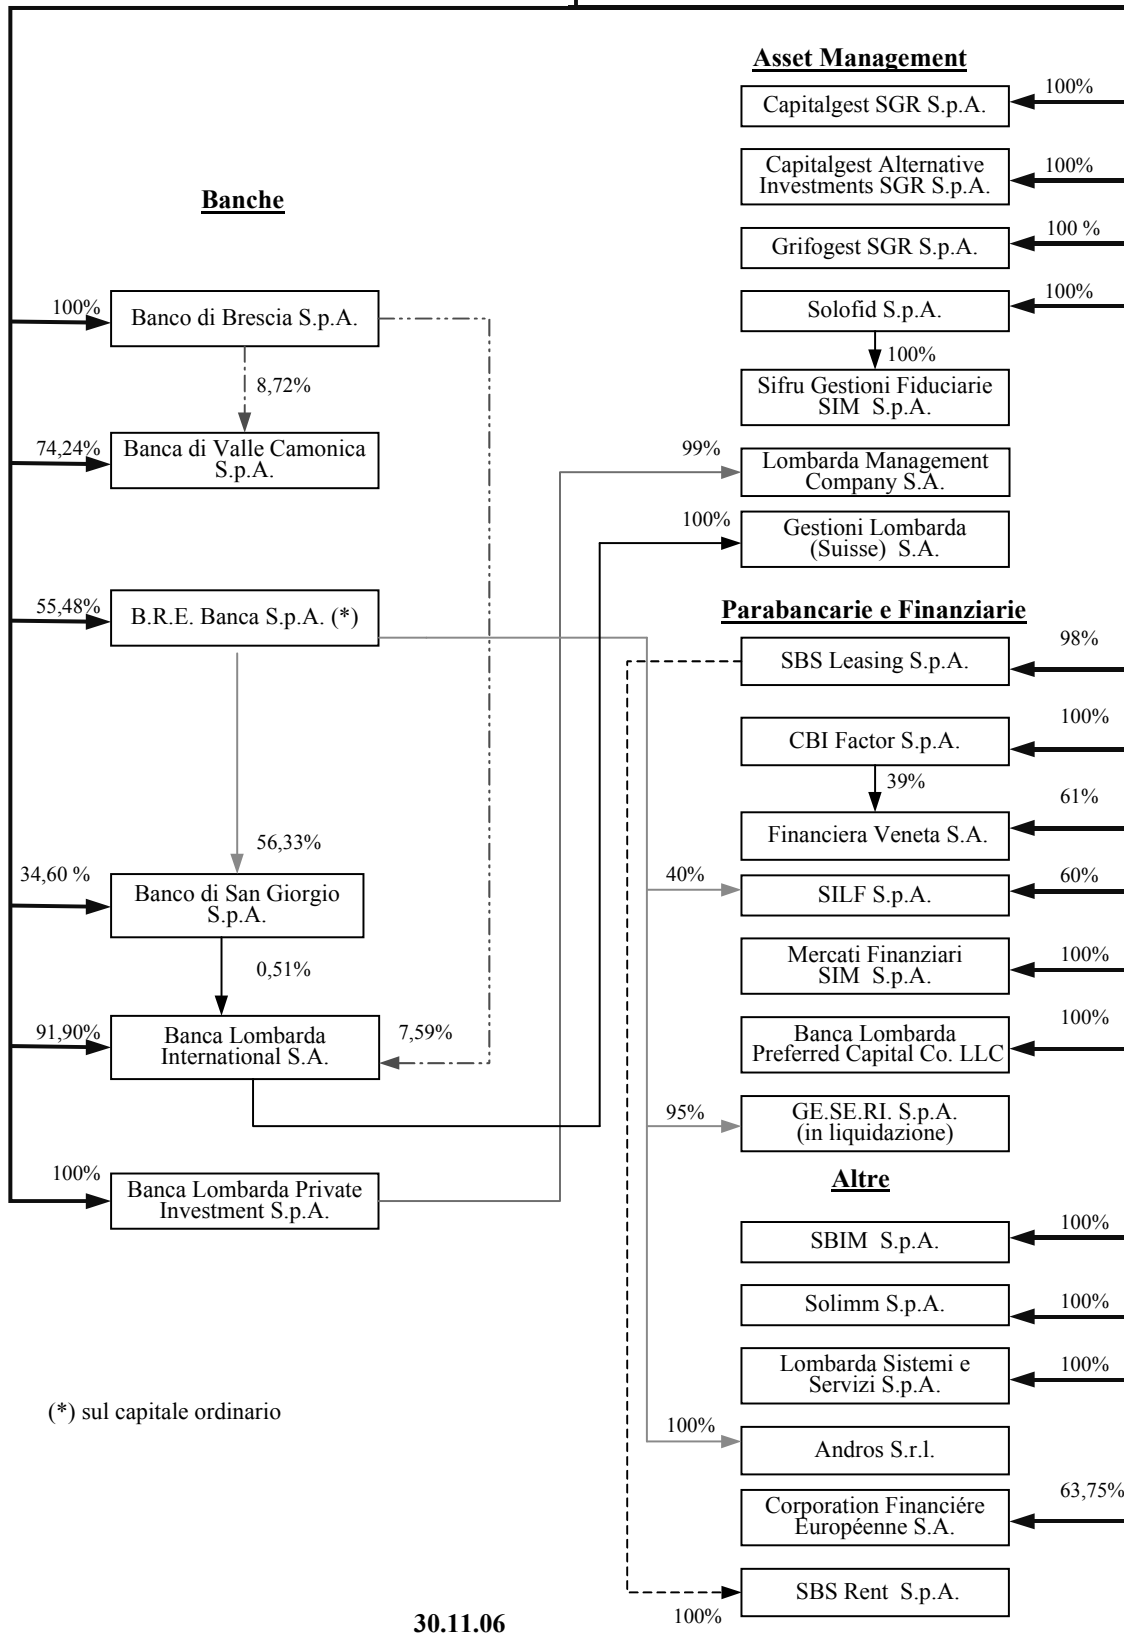 Banche
100%
Banco di Brescia S.p.A.
8,72%
74,24%
Banca di Valle Camonica
S.p.A.
55,48%
B.R.E. Banca S.p.A. (*)
56,33%
34,60 %
Banco di San Giorgio
S.p.A.
0,51%
91,90%
Banca Lombarda
International S.A.
7,59%
100%
Banca Lombarda Private
Investment S.p.A.
(*) sul capitale ordinario
Asset Management
Capitalgest SGR S.p.A.
100%
Capitalgest Alternative
Investments SGR S.p.A.
100%
Grifogest SGR S.p.A.
100 %
Solofid S.p.A.
100%
100%
Sifru Gestioni Fiduciarie
SIM S.p.A.
99%
Lombarda Management
Company S.A.
100%
Gestioni Lombarda
(Suisse) S.A.
Parabancarie e Finanziarie
SBS Leasing S.p.A.
98%
CBI Factor S.p.A.
100%
39%
Financiera Veneta S.A.
61%
40%
SILF S.p.A.
60%
Mercati Finanziari
SIM S.p.A.
100%
Banca Lombarda
Preferred Capital Co. LLC
100%
95%
GE.SE.RI. S.p.A.
(in liquidazione)
Altre
SBIM S.p.A.
100%
Solimm S.p.A.
100%
Lombarda Sistemi e
Servizi S.p.A.
100%
100%
Andros S.r.l.
Corporation Financiére
Européenne S.A.
63,75%
SBS Rent S.p.A.
100%
30.11.06